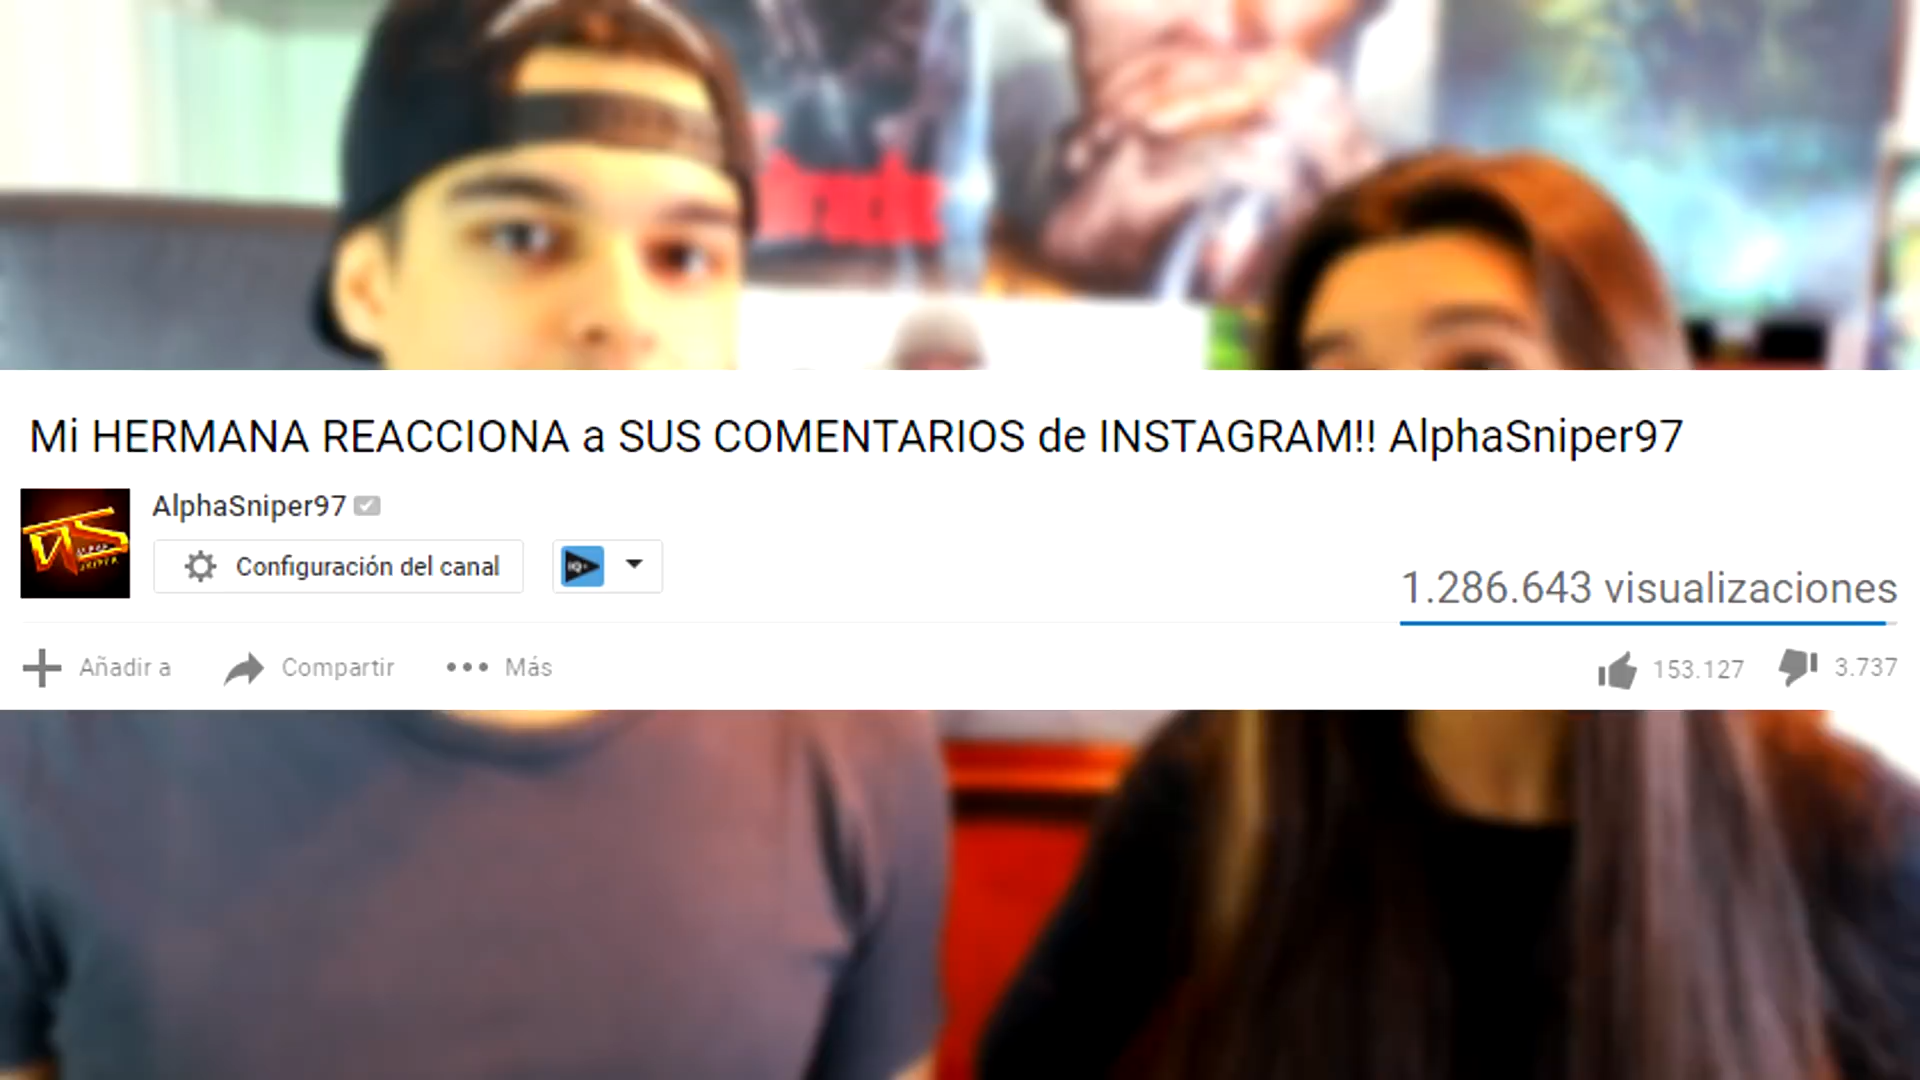 Mi HERMANA REACCIONA a SUS COMENTARIOS de INSTAGRAM!! AlphaSniper97
AlphaSniper97
Configuración del canal
1.286.643 visualizaciones
Añadir a
Compartir
Más
153.127
3.737